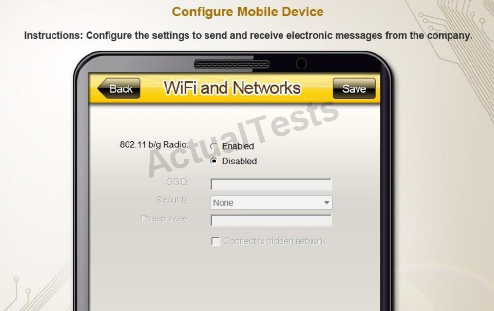 Configure Mobile Device
Instructions: Configure the settings to send and receive electronic messages from the company.
Back WiFi and Networks Save
ActualTests
802.11 b/g Radio: Enabled
Disabled
SSID:
Security: None
Passphrase:
Connect to hidden network